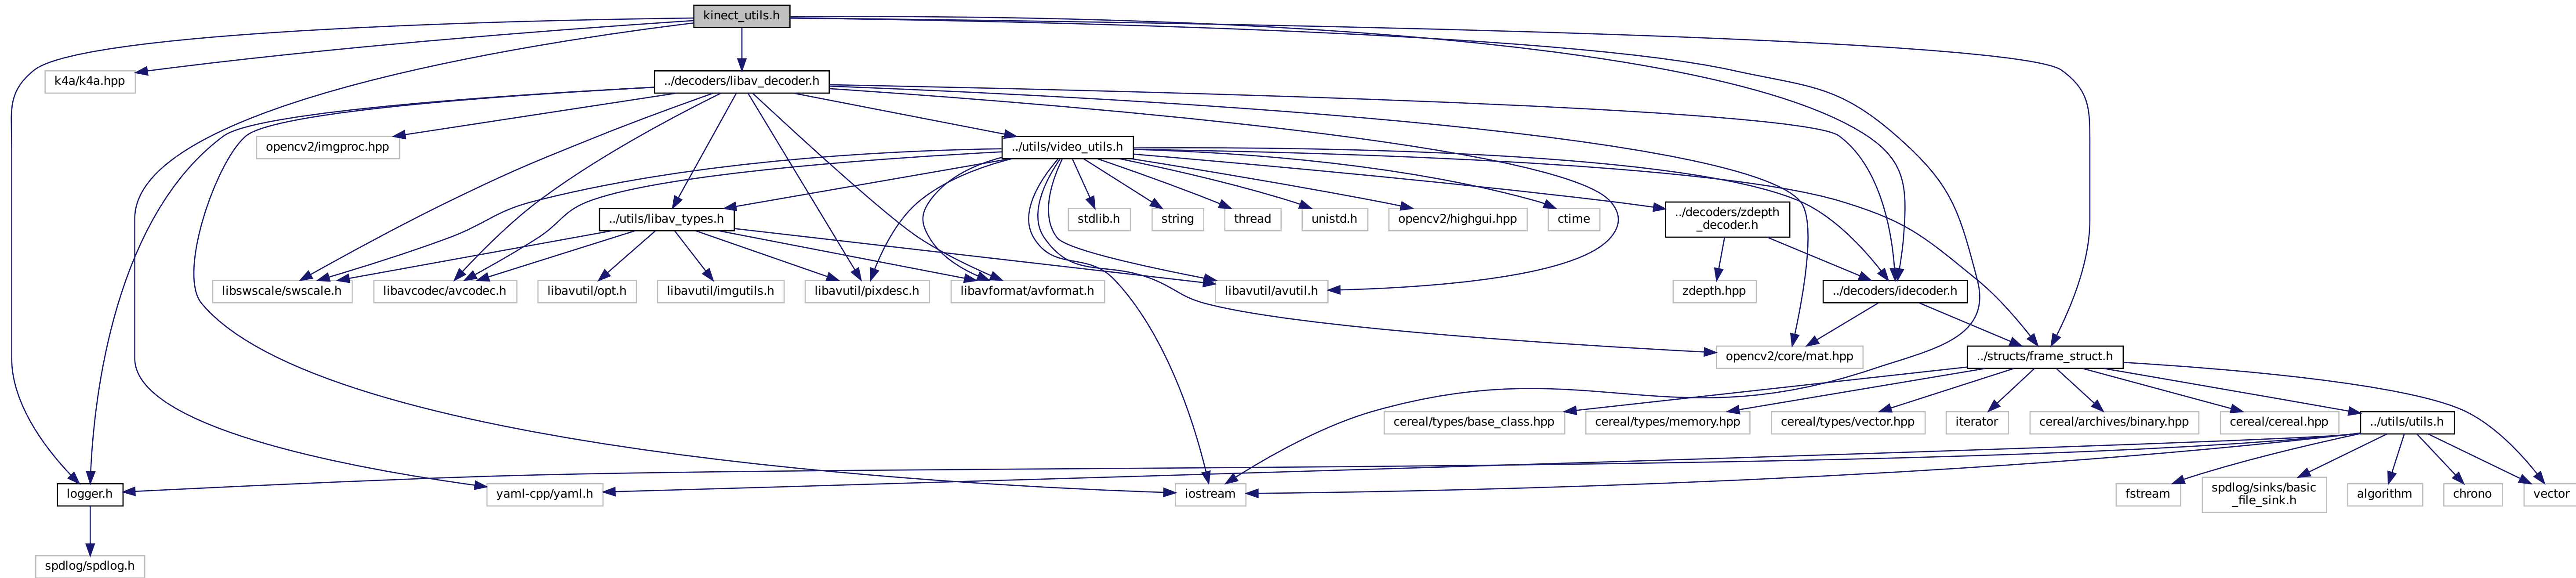 kinect_utils.h
k4a/k4a.hpp
../decoders/libav_decoder.h
opencv2/imgproc.hpp
../utils/video_utils.h
../utils/libav_types.h
stdlib.h
string
thread
unistd.h
opencv2/highgui.hpp
ctime
../decoders/zdepth
_decoder.h
libswscale/swscale.h
libavcodec/avcodec.h
libavutil/opt.h
libavutil/imgutils.h
libavutil/pixdesc.h
libavformat/avformat.h
libavutil/avutil.h
zdepth.hpp
../decoders/idecoder.h
opencv2/core/mat.hpp
../structs/frame_struct.h
cereal/types/base_class.hpp
cereal/types/memory.hpp
cereal/types/vector.hpp
iterator
cereal/archives/binary.hpp
cereal/cereal.hpp
../utils/utils.h
logger.h
yaml-cpp/yaml.h
iostream
fstream
spdlog/sinks/basic
_file_sink.h
algorithm
chrono
vector
spdlog/spdlog.h